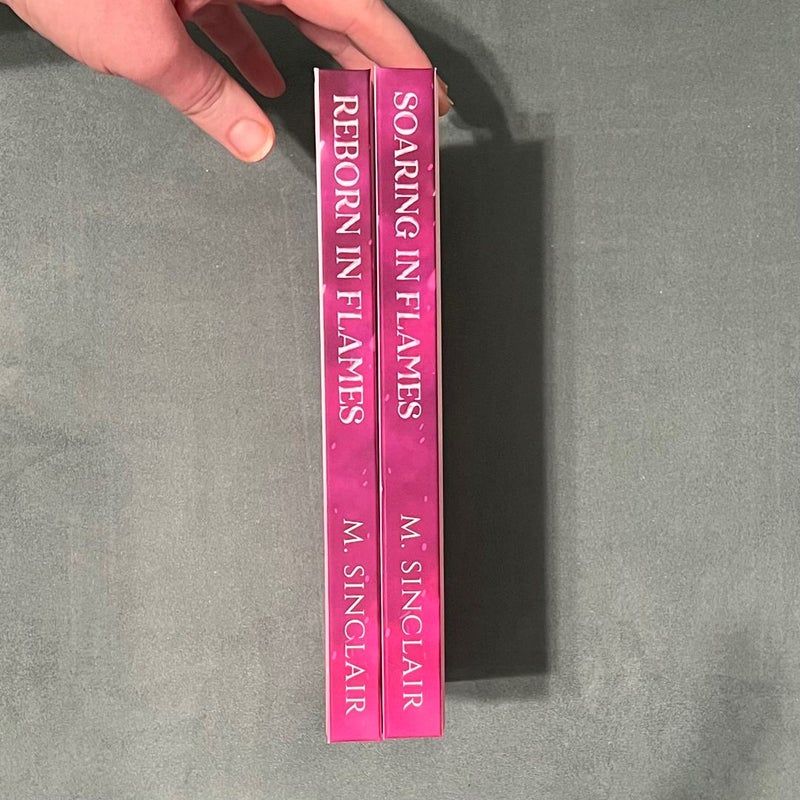 REBORN IN FLAMES
M. SINCLAIR
SOARING IN FLAMES
M. SINCLAIR